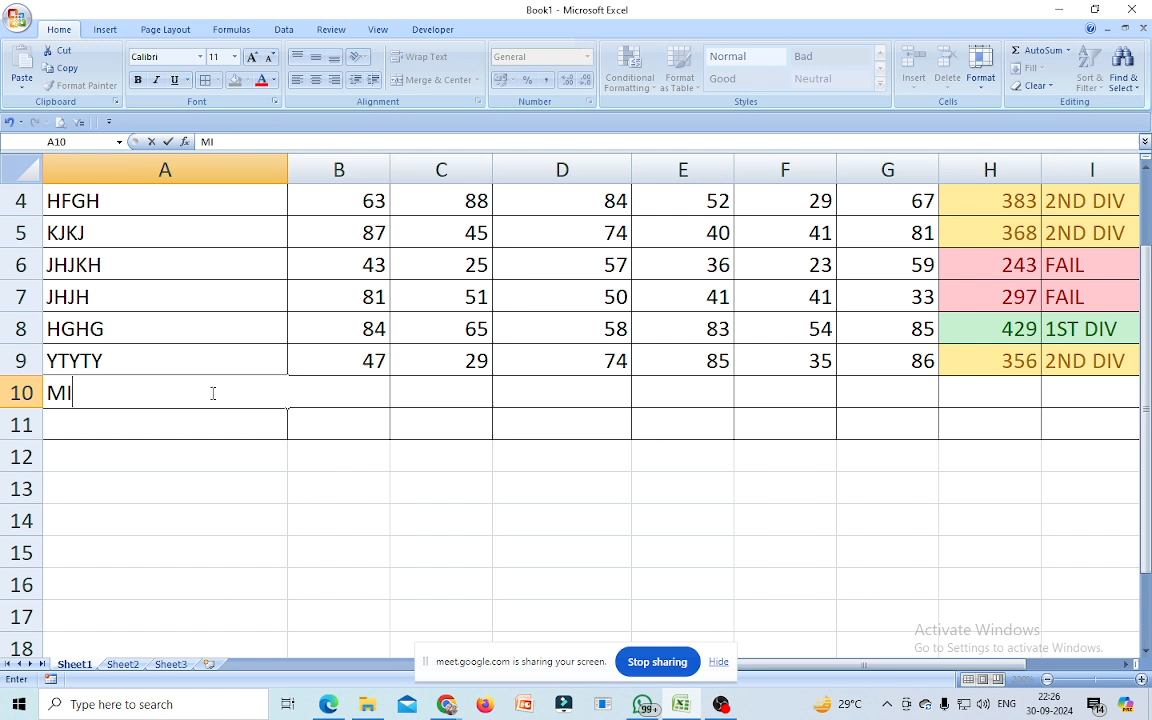 Book1 - Microsoft Excel
Home Insert Page Layout Formulas Data Review View Developer
Paste Cut Copy Format Painter Clipboard
Calibri 11 A A B I U A Font
Wrap Text Merge & Center Alignment
General % , Number
Conditional Formatting Format as Table Normal Bad Good Neutral Styles
Insert Delete Format Cells
Σ AutoSum Fill Clear Sort & Filter Find & Select Editing
A10 fx MI
A B C D E F G H I
4 HFGH 63 88 84 52 29 67 383 2ND DIV
5 KJKJ 87 45 74 40 41 81 368 2ND DIV
6 JHJKH 43 25 57 36 23 59 243 FAIL
7 JHJH 81 51 50 41 41 33 297 FAIL
8 HGHG 84 65 58 83 54 85 429 1ST DIV
9 YTYTY 47 29 74 85 35 86 356 2ND DIV
10 MI
11
12
13
14
15
16
17
18
Activate Windows
Go to Settings to activate Windows.
Sheet1 Sheet2 Sheet3
meet.google.com is sharing your screen. Stop sharing Hide
Enter 200%
Type here to search
99+
29°C ENG 22:26
30-09-2024
14